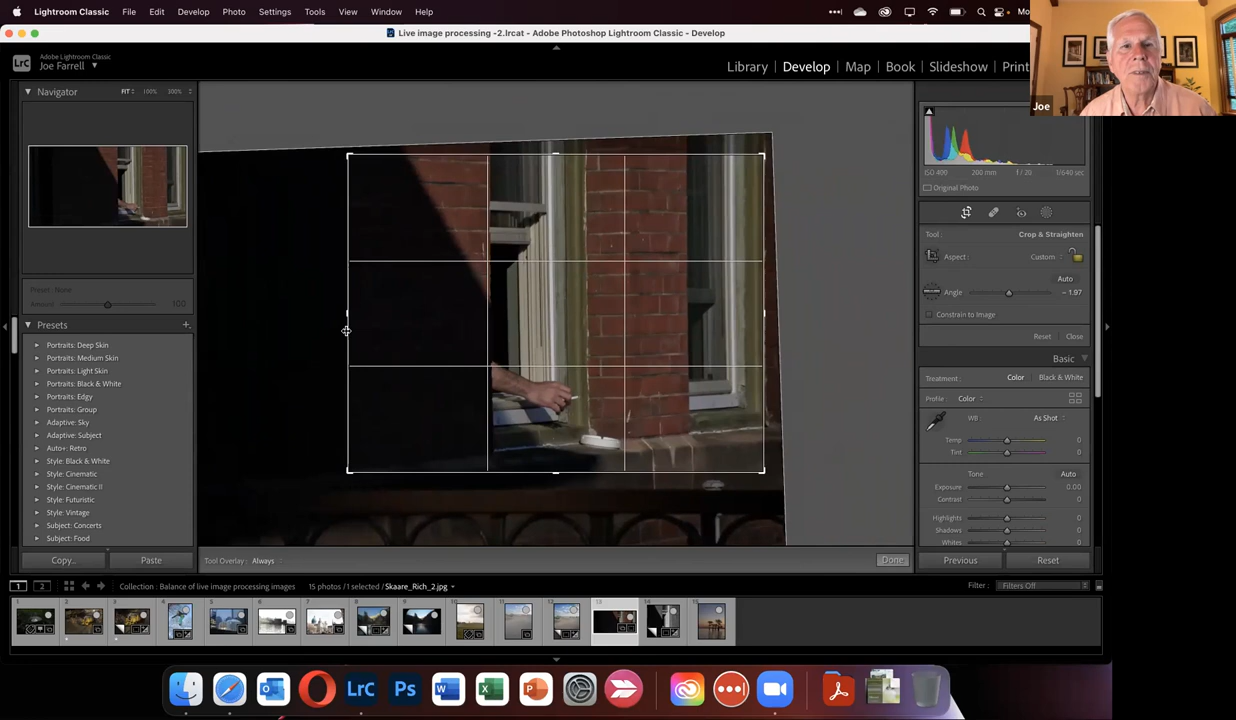 Lightroom Classic File Edit Develop Photo Settings Tools View Window Help
Live image processing -2.lrcat - Adobe Photoshop Lightroom Classic - Develop
LrC Adobe Lightroom Classic
Joe Farrell
Library Develop Map Book Slideshow Print
Joe
Navigator FIT 100% 300%
ISO 400 200 mm f / 20 1/640 sec
Original Photo
Tool : Crop & Straighten
Aspect : Custom
Auto
Angle - 1.97
Constrain to Image
Reset Close
Preset: None
Amount 100
Presets
Portraits: Deep Skin
Portraits: Medium Skin
Portraits: Light Skin
Portraits: Black & White
Portraits: Edgy
Portraits: Group
Adaptive: Sky
Adaptive: Subject
Auto+: Retro
Style: Black & White
Style: Cinematic
Style: Cinematic II
Style: Futuristic
Style: Vintage
Subject: Concerts
Subject: Food
Basic
Treatment : Color Black & White
Profile : Color
WB : As Shot
Temp 0
Tint 0
Tone Auto
Exposure 0.00
Contrast 0
Highlights 0
Shadows 0
Whites 0
Copy... Paste
Tool Overlay : Always
Done
Previous Reset
1 2 Collection : Balance of live image processing images 15 photos / 1 selected / Skaare_Rich_2.jpg
Filter : Filters Off
LrC Ps W X P